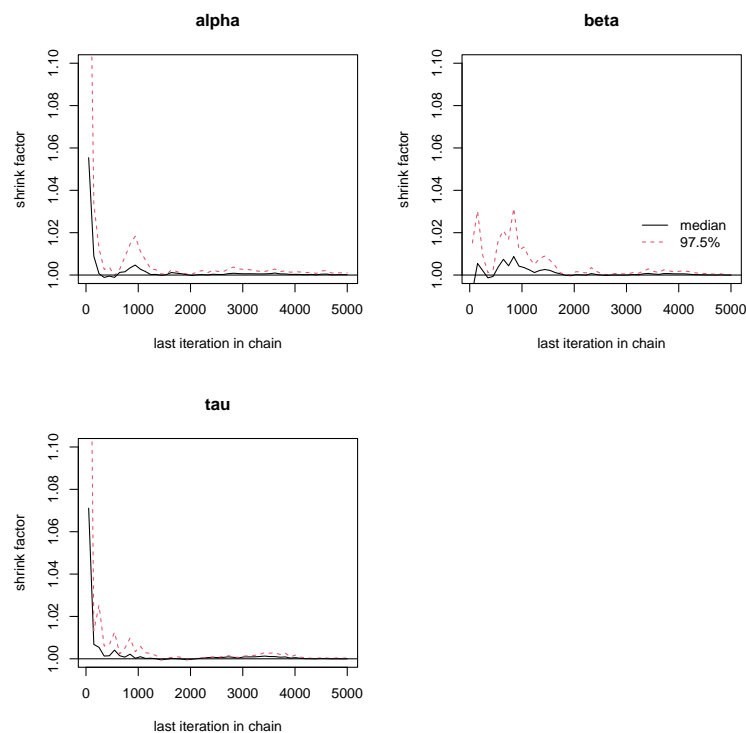 alpha
shrink factor
1.00 1.02 1.04 1.06 1.08 1.10
0 1000 2000 3000 4000 5000
last iteration in chain
beta
shrink factor
1.00 1.02 1.04 1.06 1.08 1.10
median
97.5%
0 1000 2000 3000 4000 5000
last iteration in chain
tau
shrink factor
1.00 1.02 1.04 1.06 1.08 1.10
0 1000 2000 3000 4000 5000
last iteration in chain